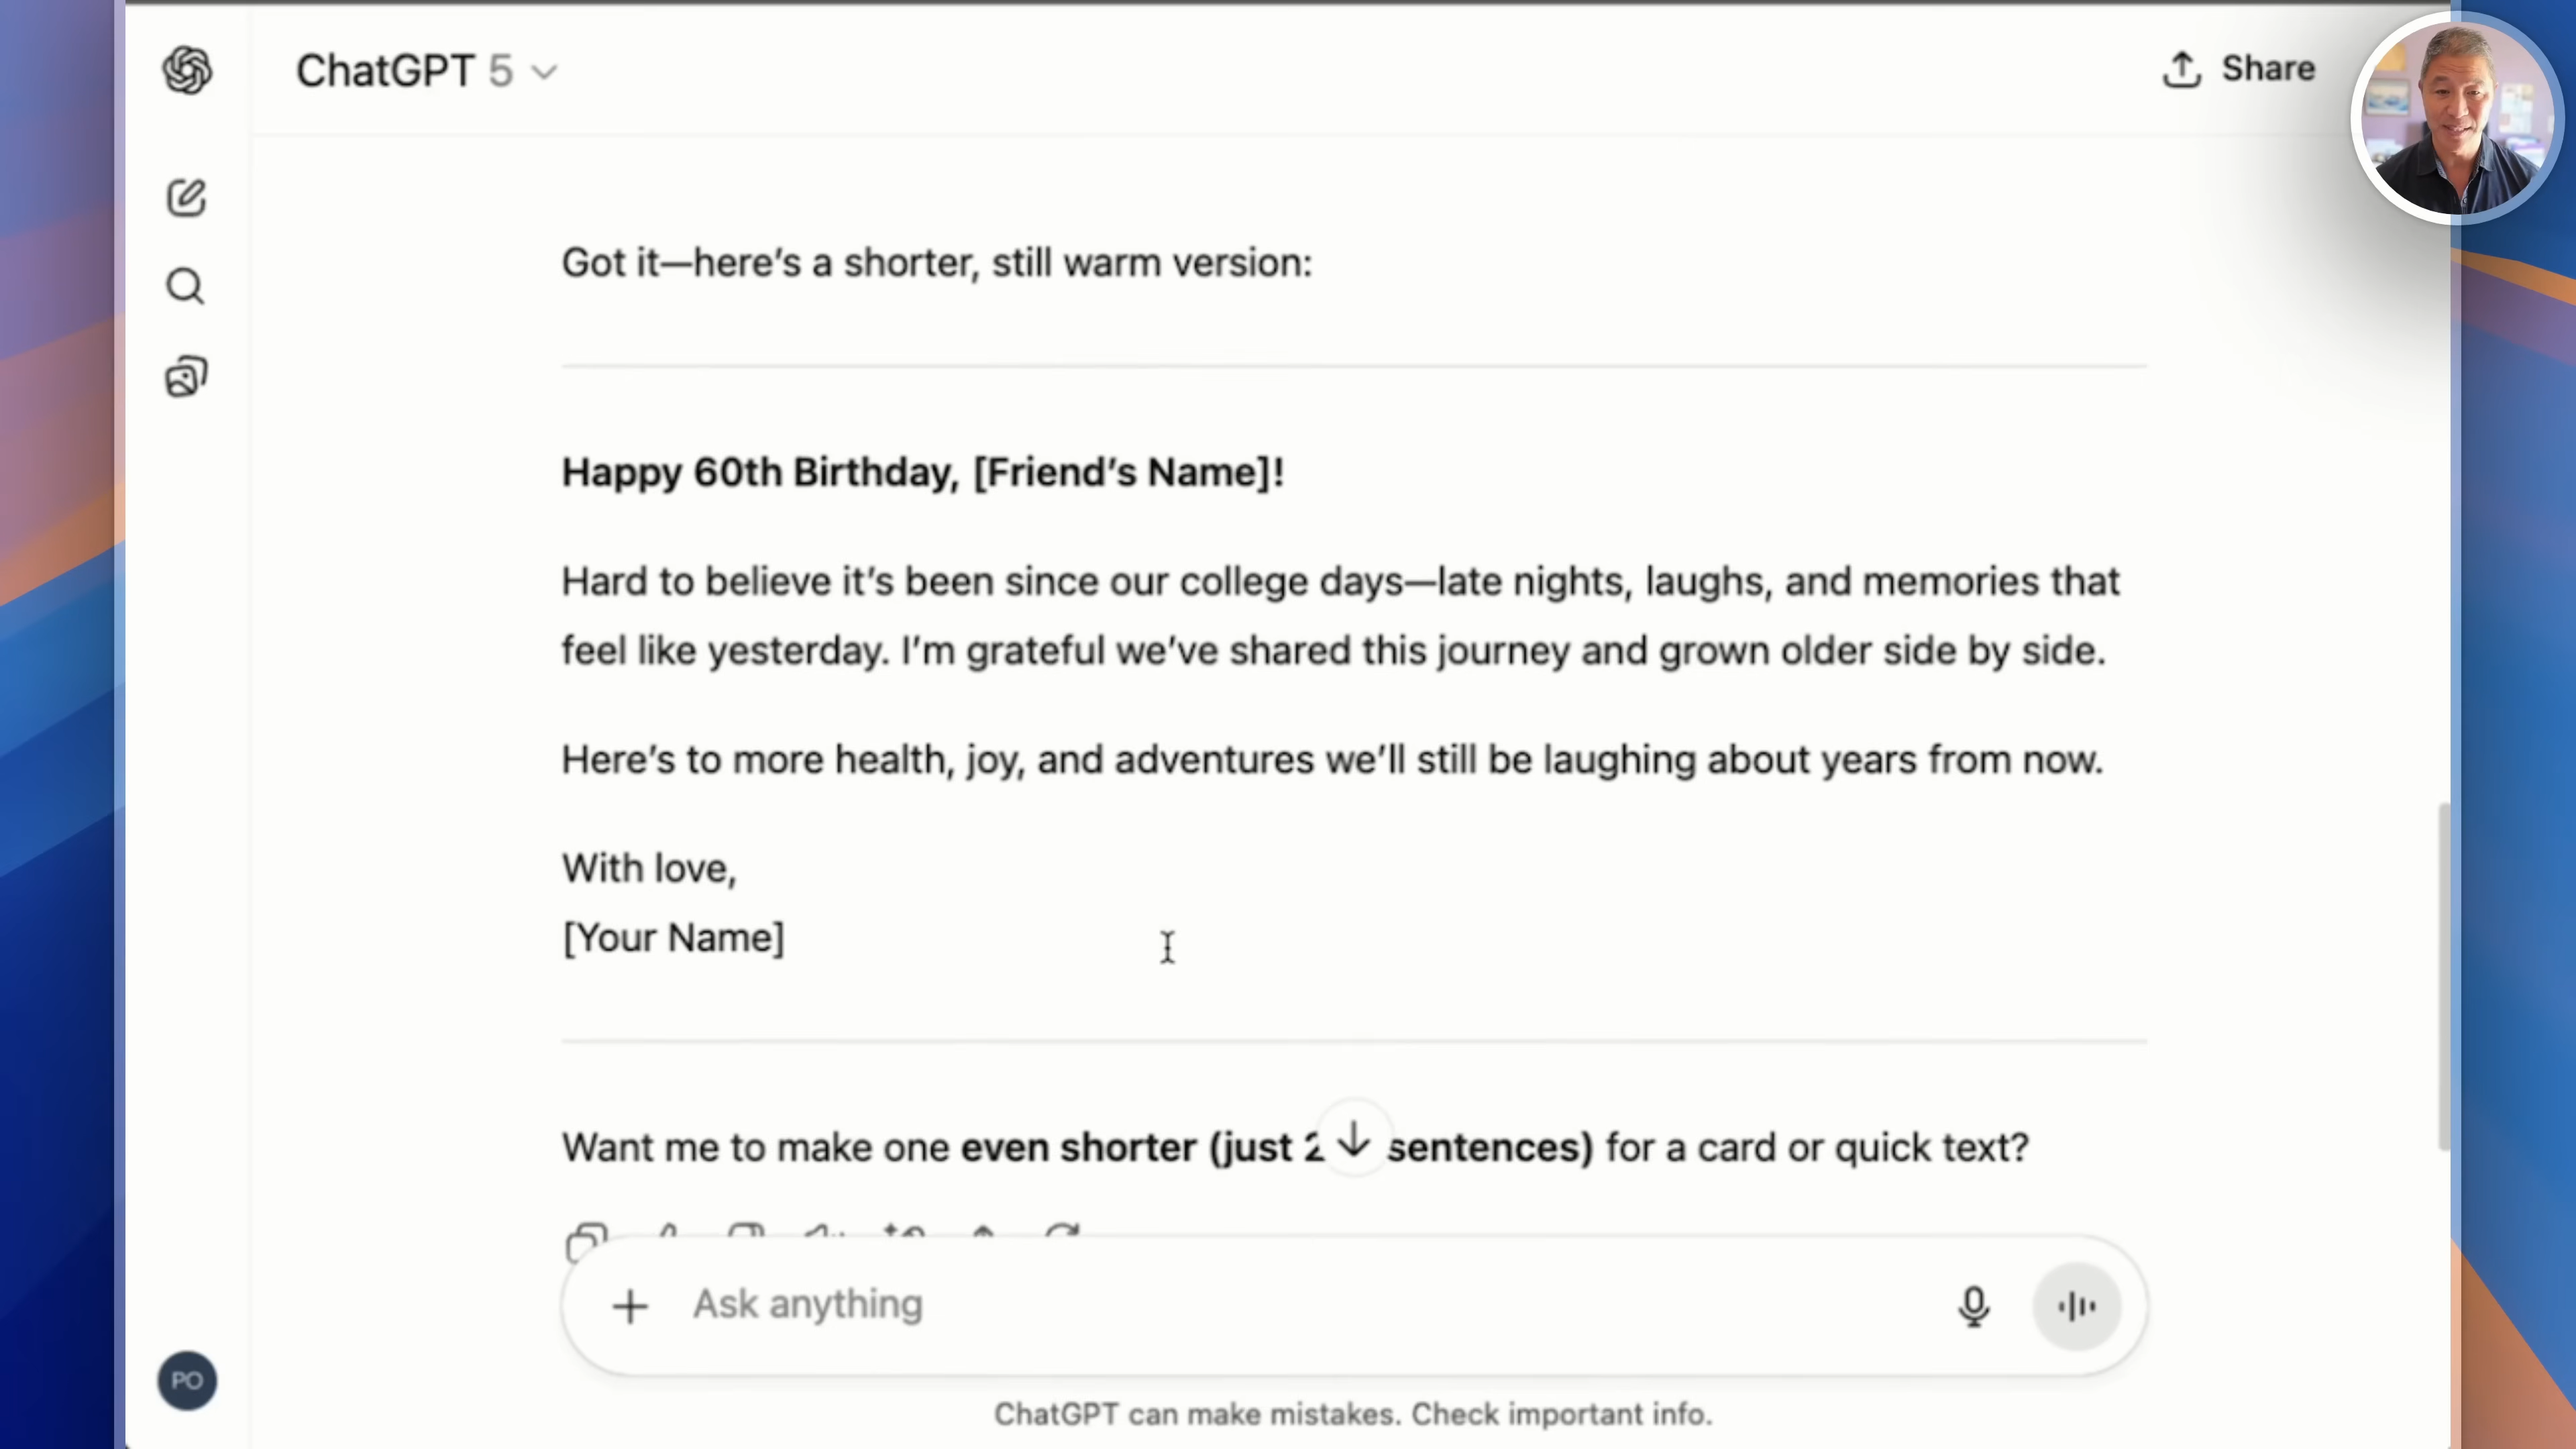 ChatGPT 5
Share
Got it—here's a shorter, still warm version:
Happy 60th Birthday, [Friend's Name]!
Hard to believe it's been since our college days—late nights, laughs, and memories that
feel like yesterday. I'm grateful we've shared this journey and grown older side by side.
Here's to more health, joy, and adventures we'll still be laughing about years from now.
With love,
[Your Name]
Want me to make one even shorter (just 2 sentences) for a card or quick text?
Ask anything
PO
ChatGPT can make mistakes. Check important info.